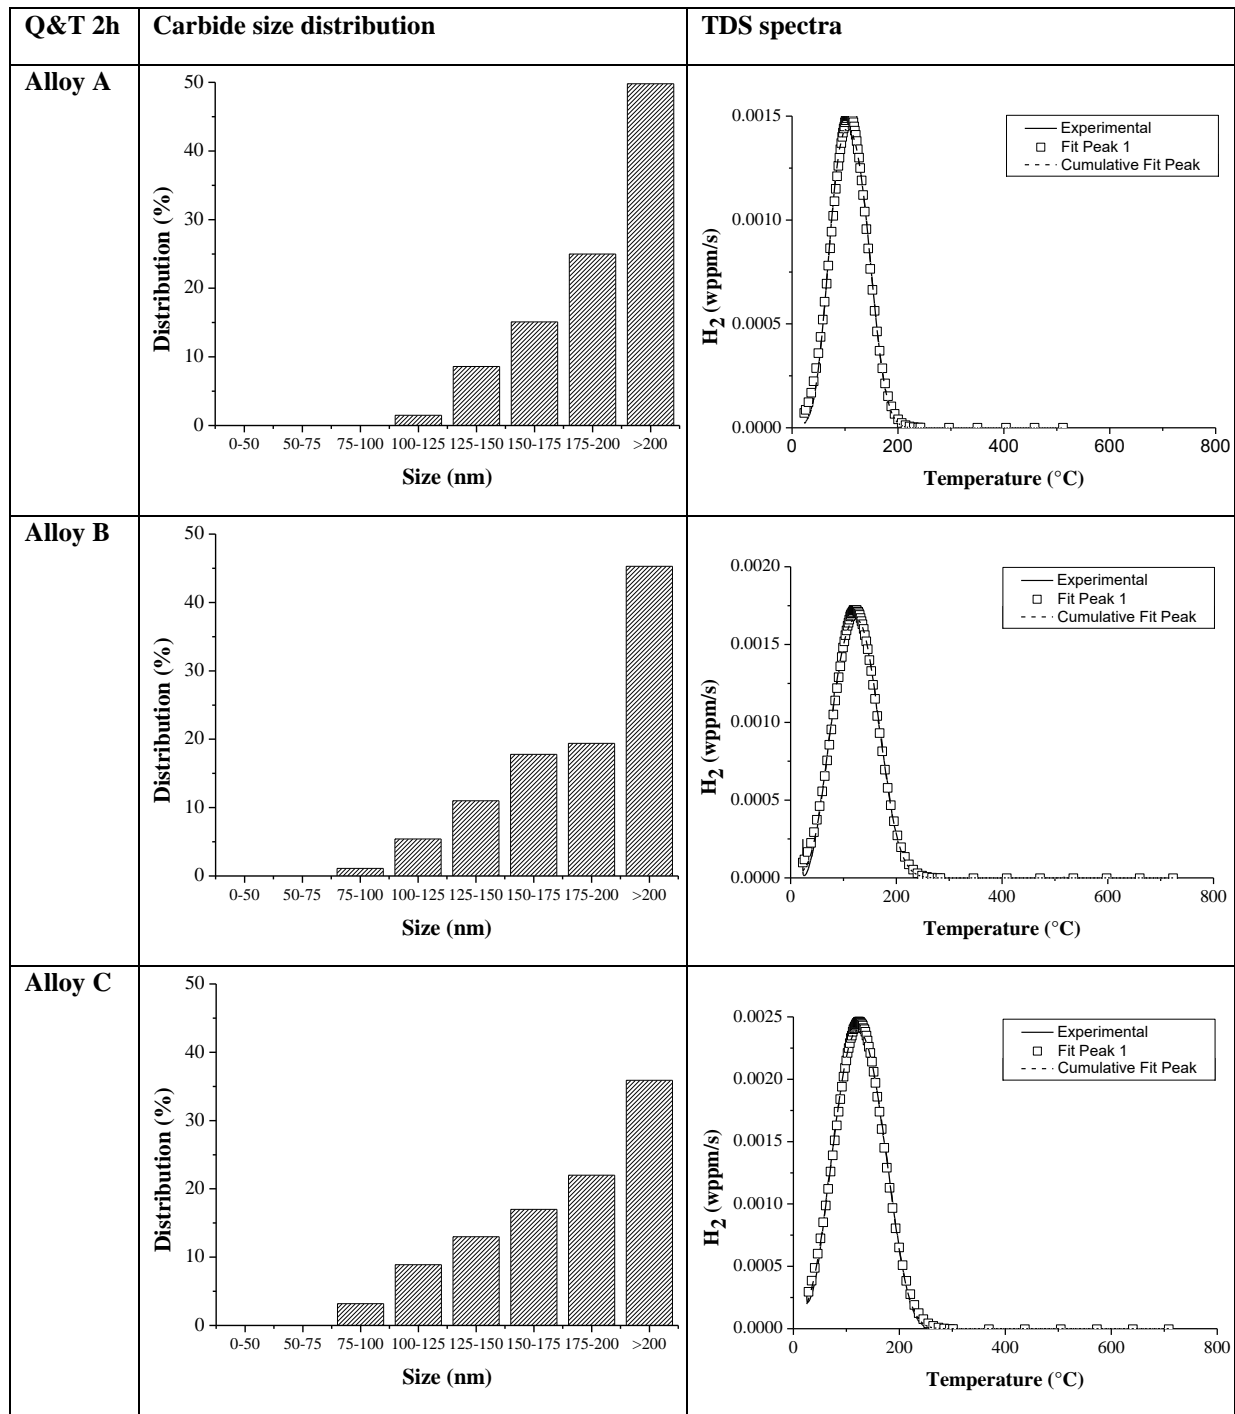 Q&T 2h Carbide size distribution TDS spectra
Alloy A
50
40
30
20
10
0
Distribution (%)
0-50 50-75 75-100 100-125 125-150 150-175 175-200 >200
Size (nm)
0.0015
0.0010
0.0005
0.0000
H2 (wppm/s)
Experimental
Fit Peak 1
Cumulative Fit Peak
0 200 400 600 800
Temperature (°C)
Alloy B
50
40
30
20
10
0
Distribution (%)
0-50 50-75 75-100 100-125 125-150 150-175 175-200 >200
Size (nm)
0.0020
0.0015
0.0010
0.0005
0.0000
H2 (wppm/s)
Experimental
Fit Peak 1
Cumulative Fit Peak
0 200 400 600 800
Temperature (°C)
Alloy C
50
40
30
20
10
0
Distribution (%)
0-50 50-75 75-100 100-125 125-150 150-175 175-200 >200
Size (nm)
0.0025
0.0020
0.0015
0.0010
0.0005
0.0000
H2 (wppm/s)
Experimental
Fit Peak 1
Cumulative Fit Peak
0 200 400 600 800
Temperature (°C)